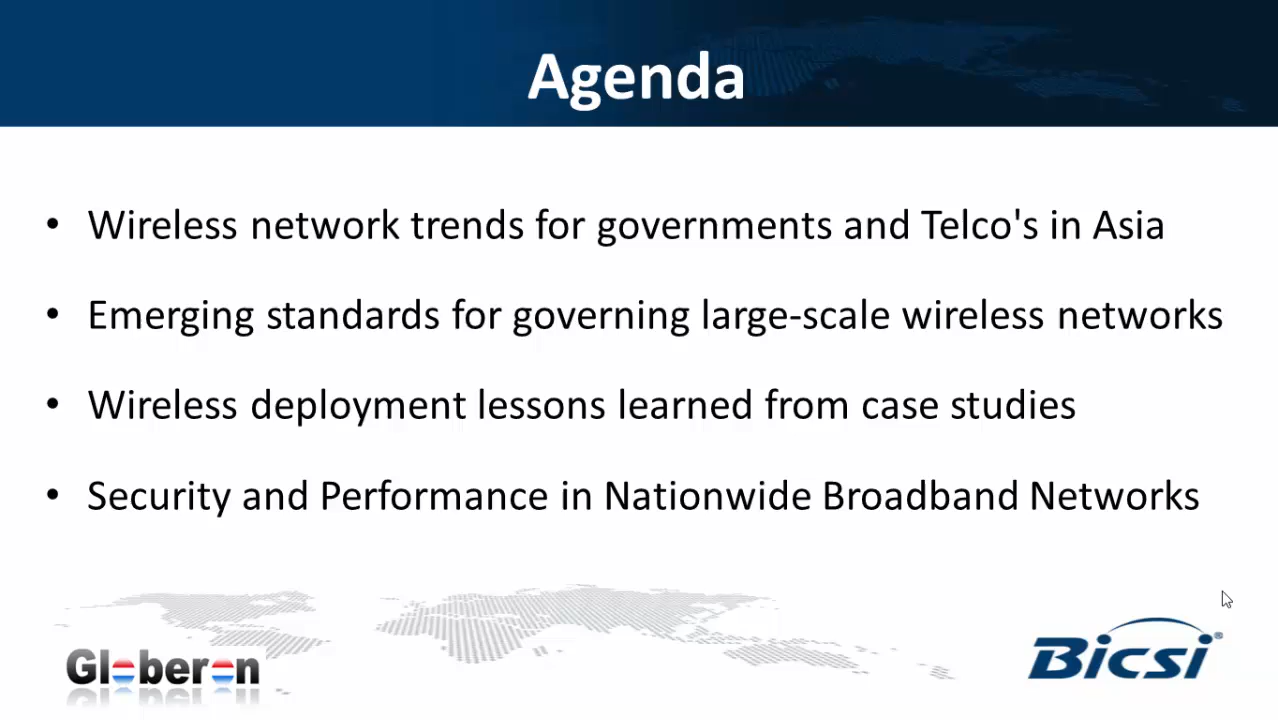 Agenda
• Wireless network trends for governments and Telco's in Asia
• Emerging standards for governing large-scale wireless networks
• Wireless deployment lessons learned from case studies
• Security and Performance in Nationwide Broadband Networks
Globeron
Bicsi®